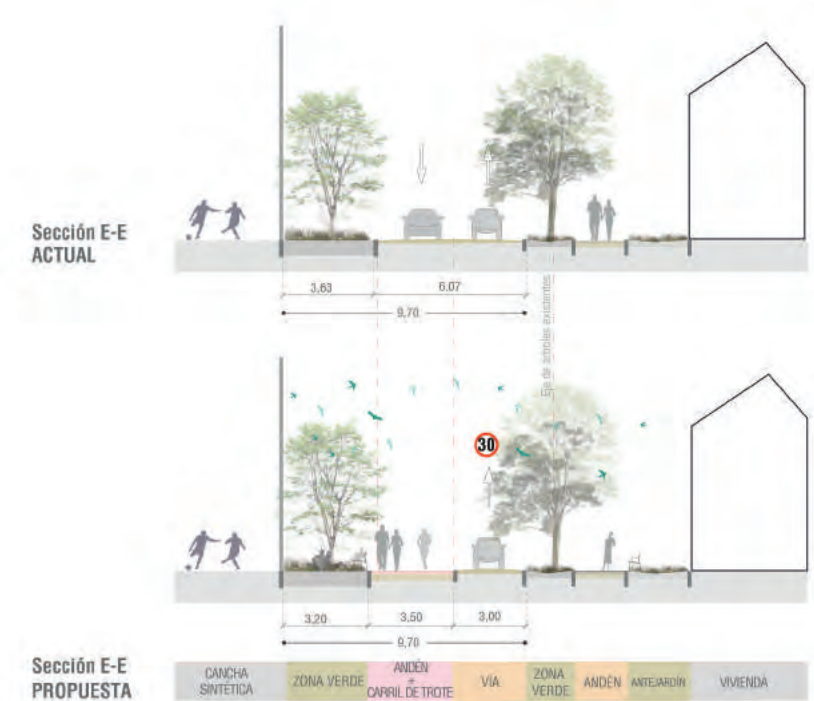 Sección E-E
ACTUAL
3,63
6,07
9,70
Eje de árboles existentes
30
3,20
3,50
3,00
9,70
Sección E-E
PROPUESTA
CANCHA
SINTÉTICA
ZONA VERDE
ANDÉN
+
CARRIL DE TROTE
VÍA
ZONA
VERDE
ANDÉN
ANTEJARDÍN
VIVIENDA